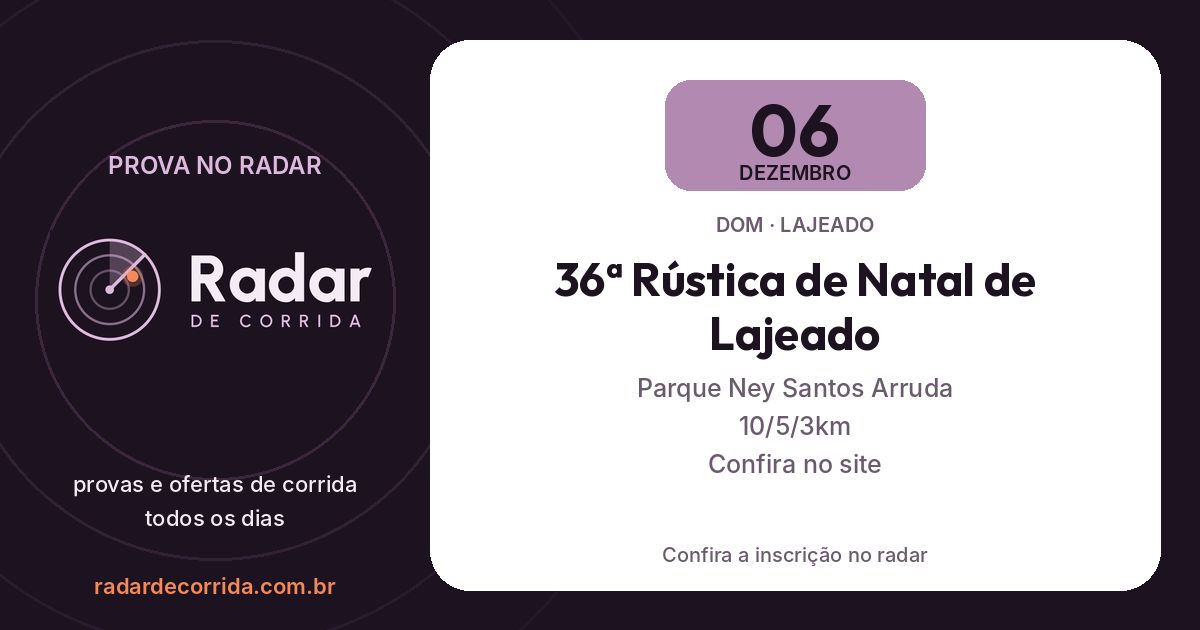 PROVA NO RADAR
Radar
DE CORRIDA
provas e ofertas de corrida
todos os dias
radardecorrida.com.br
06
DEZEMBRO
DOM · LAJEADO
36ª Rústica de Natal de
Lajeado
Parque Ney Santos Arruda
10/5/3km
Confira no site
Confira a inscrição no radar